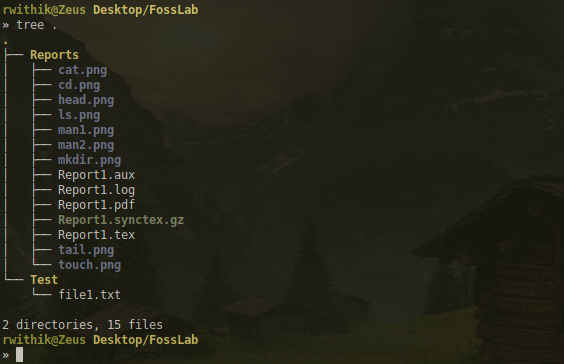 rwithik@Zeus Desktop/FossLab
» tree .
.
├── Reports
│   ├── cat.png
│   ├── cd.png
│   ├── head.png
│   ├── ls.png
│   ├── man1.png
│   ├── man2.png
│   ├── mkdir.png
│   ├── Report1.aux
│   ├── Report1.log
│   ├── Report1.pdf
│   ├── Report1.synctex.gz
│   ├── Report1.tex
│   ├── tail.png
│   └── touch.png
└── Test
    └── file1.txt

2 directories, 15 files
rwithik@Zeus Desktop/FossLab
»